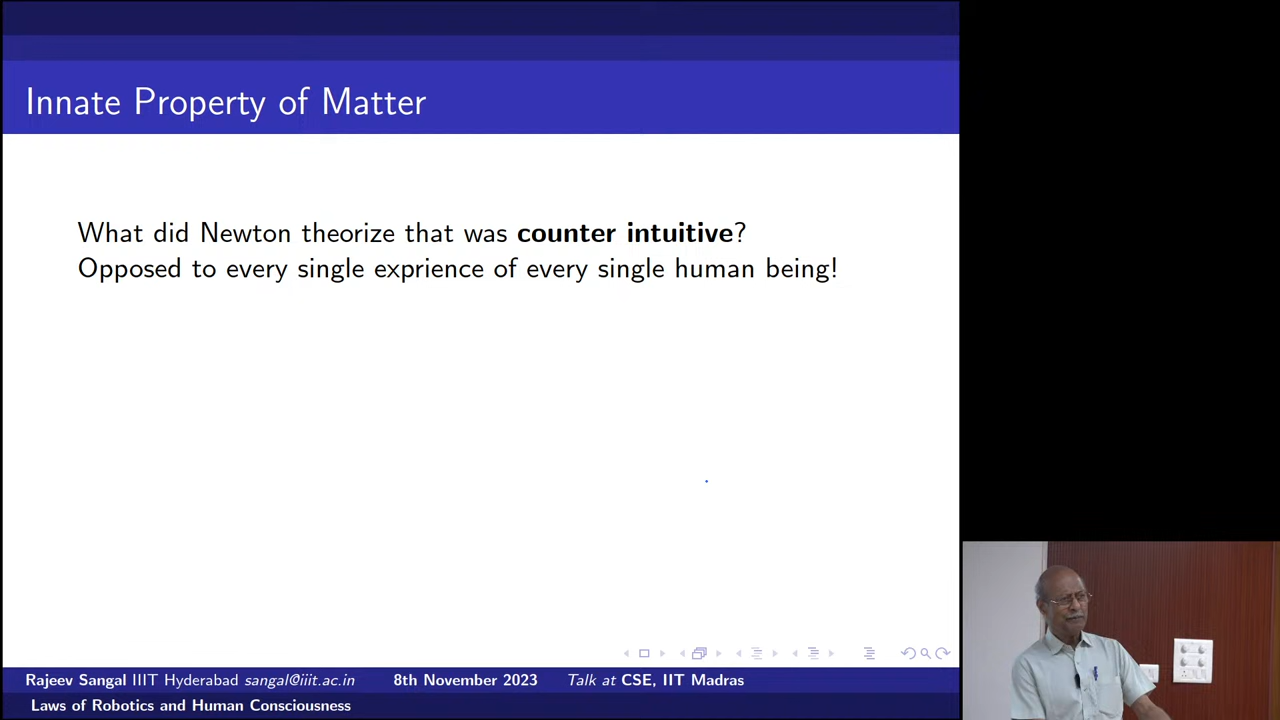 Innate Property of Matter
What did Newton theorize that was counter intuitive?
Opposed to every single exprience of every single human being!
Rajeev Sangal IIIT Hyderabad sangal@iiit.ac.in 8th November 2023 Talk at CSE, IIT Madras
Laws of Robotics and Human Consciousness